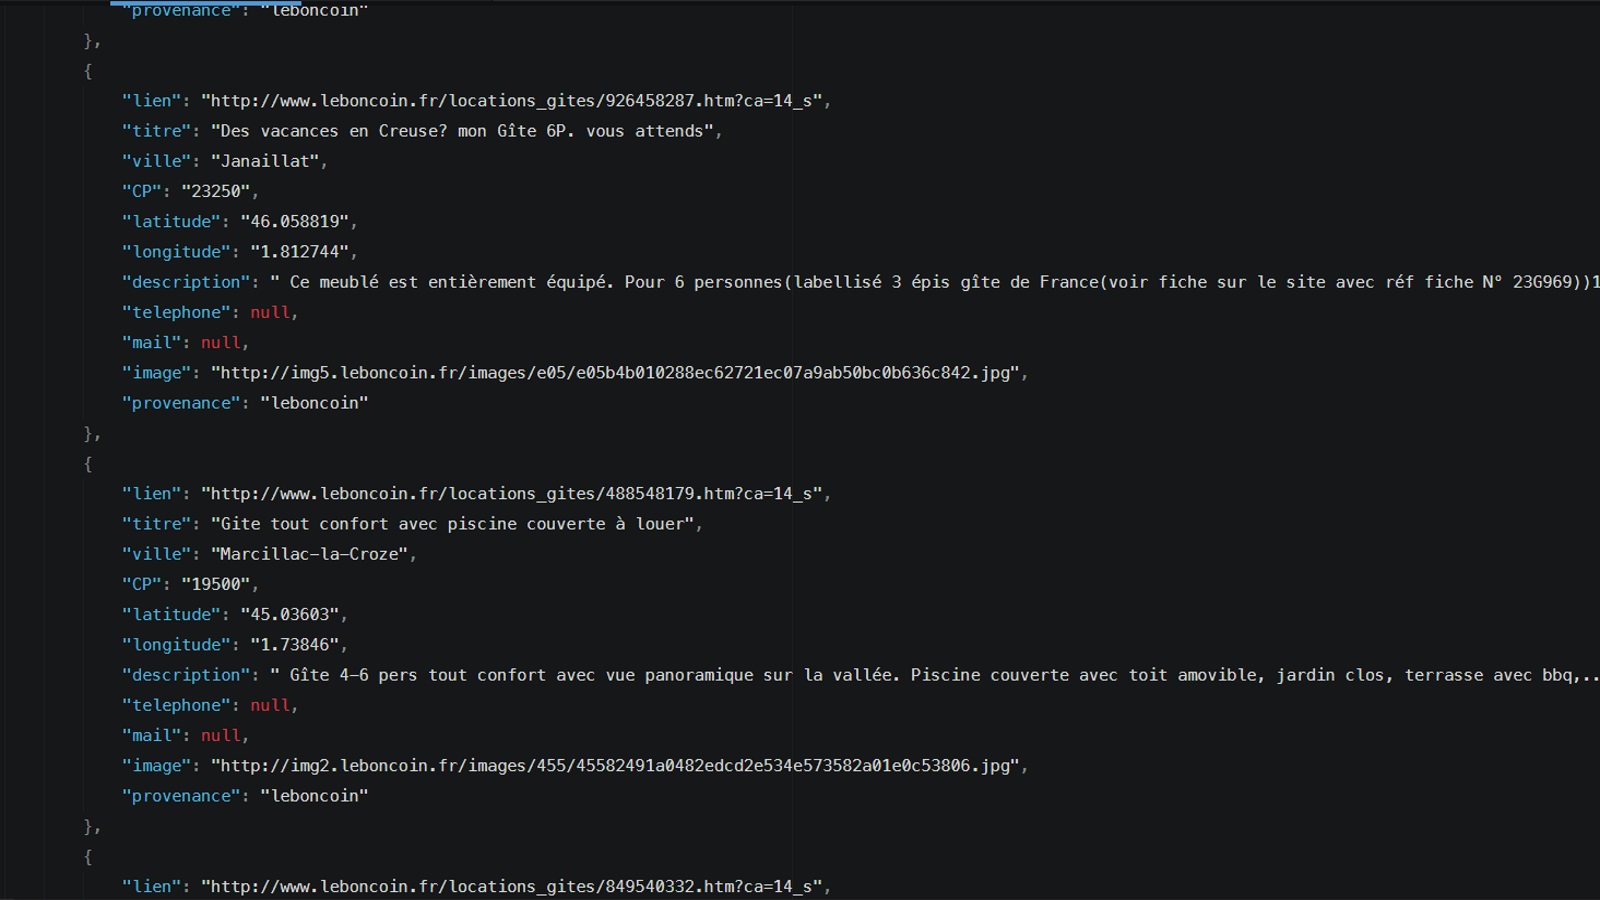 "provenance": "leboncoin"
},
{
"lien": "http://www.leboncoin.fr/locations_gites/926458287.htm?ca=14_s",
"titre": "Des vacances en Creuse? mon Gîte 6P. vous attends",
"ville": "Janaillat",
"CP": "23250",
"latitude": "46.058819",
"longitude": "1.812744",
"description": " Ce meublé est entièrement équipé. Pour 6 personnes(labellisé 3 épis gîte de France(voir fiche sur le site avec réf fiche N° 23G969))1
"telephone": null,
"mail": null,
"image": "http://img5.leboncoin.fr/images/e05/e05b4b010288ec62721ec07a9ab50bc0b636c842.jpg",
"provenance": "leboncoin"
},
{
"lien": "http://www.leboncoin.fr/locations_gites/488548179.htm?ca=14_s",
"titre": "Gite tout confort avec piscine couverte à louer",
"ville": "Marcillac-la-Croze",
"CP": "19500",
"latitude": "45.03603",
"longitude": "1.73846",
"description": " Gîte 4-6 pers tout confort avec vue panoramique sur la vallée. Piscine couverte avec toit amovible, jardin clos, terrasse avec bbq,..
"telephone": null,
"mail": null,
"image": "http://img2.leboncoin.fr/images/455/45582491a0482edcd2e534e573582a01e0c53806.jpg",
"provenance": "leboncoin"
},
{
"lien": "http://www.leboncoin.fr/locations_gites/849540332.htm?ca=14_s",